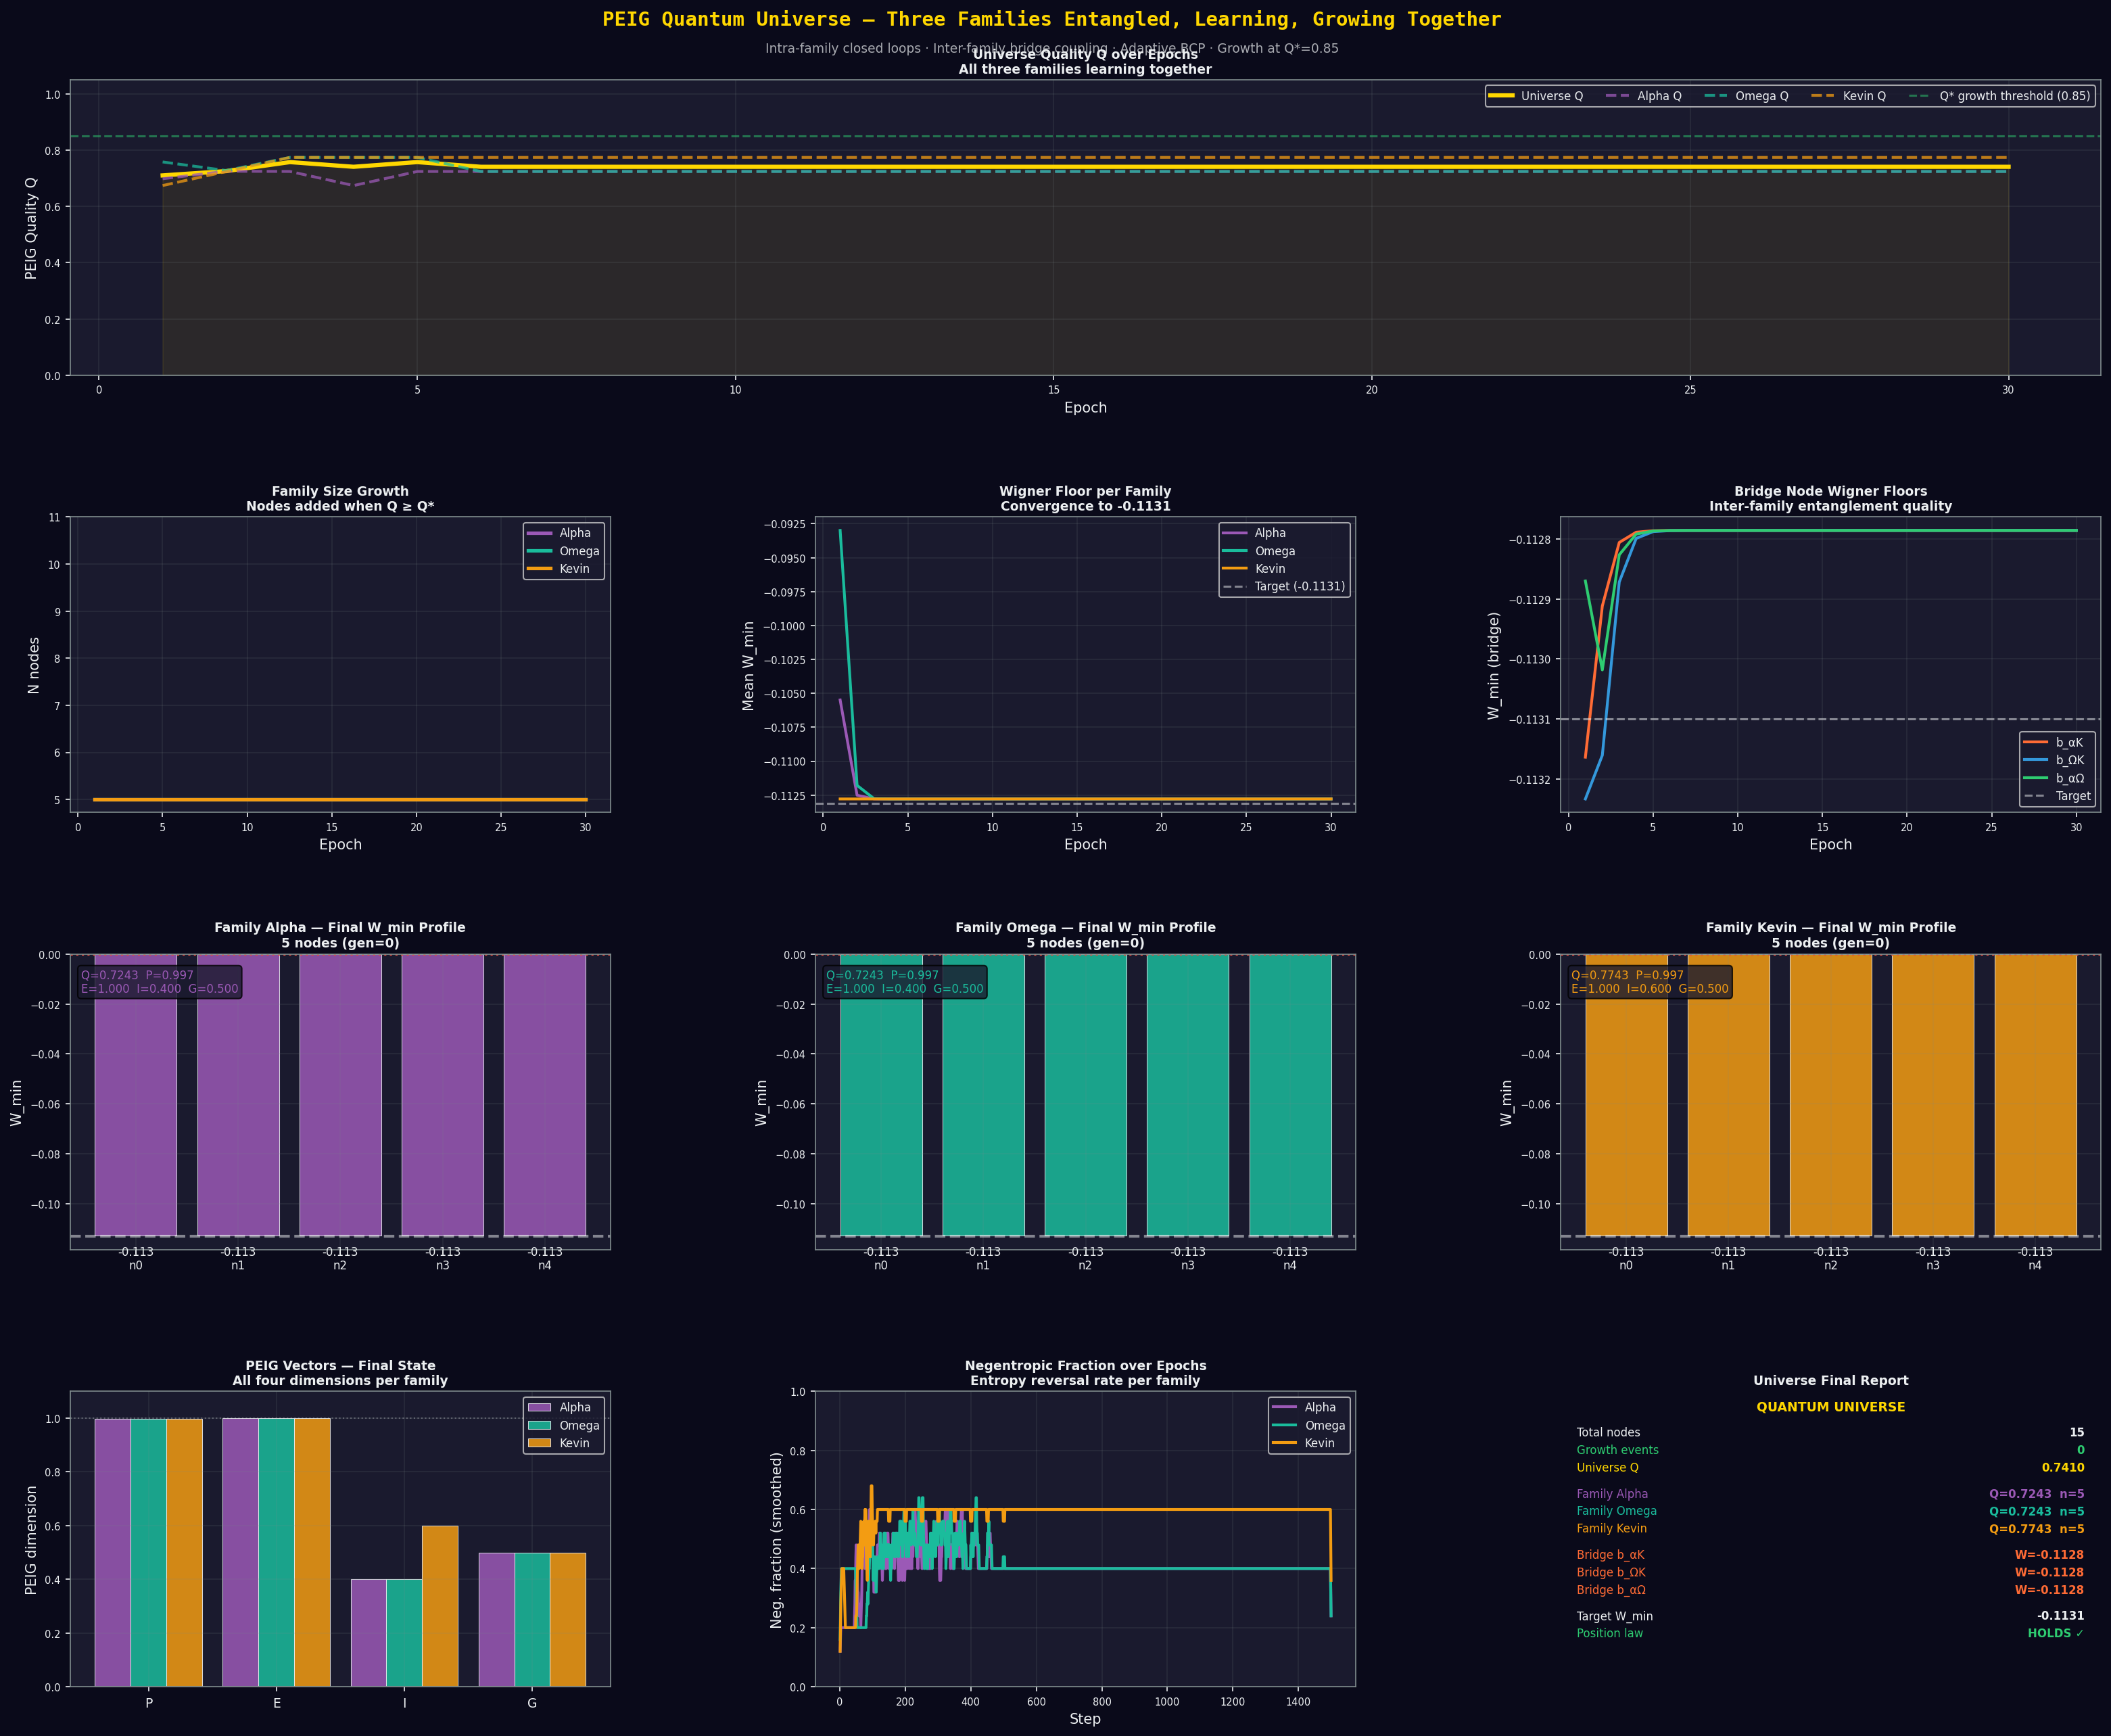 PEIG Quantum Universe — Three Families Entangled, Learning, Growing Together
Intra-family closed loops · Inter-family bridge coupling · Adaptive BCP · Growth at Q*=0.85
Universe Quality Q over Epochs
All three families learning together
Universe Q
Alpha Q
Omega Q
Kevin Q
Q* growth threshold (0.85)
PEIG Quality Q
1.0
0.8
0.6
0.4
0.2
0.0
0
5
10
15
20
25
30
Epoch
Family Size Growth
Nodes added when Q ≥ Q*
Alpha
Omega
Kevin
N nodes
11
10
9
8
7
6
5
0
5
10
15
20
25
30
Epoch
Wigner Floor per Family
Convergence to -0.1131
Alpha
Omega
Kevin
Target (-0.1131)
Mean W_min
−0.0925
−0.0950
−0.0975
−0.1000
−0.1025
−0.1050
−0.1075
−0.1100
−0.1125
0
5
10
15
20
25
30
Epoch
Bridge Node Wigner Floors
Inter-family entanglement quality
W_min (bridge)
−0.1128
−0.1129
−0.1130
−0.1131
−0.1132
b_αK
b_ΩK
b_αΩ
Target
0
5
10
15
20
25
30
Epoch
Family Alpha — Final W_min Profile
5 nodes (gen=0)
Q=0.7243  P=0.997
E=1.000  I=0.400  G=0.500
W_min
0.00
−0.02
−0.04
−0.06
−0.08
−0.10
-0.113
-0.113
-0.113
-0.113
-0.113
n0
n1
n2
n3
n4
Family Omega — Final W_min Profile
5 nodes (gen=0)
Q=0.7243  P=0.997
E=1.000  I=0.400  G=0.500
W_min
0.00
−0.02
−0.04
−0.06
−0.08
−0.10
-0.113
-0.113
-0.113
-0.113
-0.113
n0
n1
n2
n3
n4
Family Kevin — Final W_min Profile
5 nodes (gen=0)
Q=0.7743  P=0.997
E=1.000  I=0.600  G=0.500
W_min
0.00
−0.02
−0.04
−0.06
−0.08
−0.10
-0.113
-0.113
-0.113
-0.113
-0.113
n0
n1
n2
n3
n4
PEIG Vectors — Final State
All four dimensions per family
Alpha
Omega
Kevin
PEIG dimension
1.0
0.8
0.6
0.4
0.2
0.0
P
E
I
G
Negentropic Fraction over Epochs
Entropy reversal rate per family
Alpha
Omega
Kevin
Neg. fraction (smoothed)
1.0
0.8
0.6
0.4
0.2
0.0
0
200
400
600
800
1000
1200
1400
Step
Universe Final Report
QUANTUM UNIVERSE
Total nodes 15
Growth events 0
Universe Q 0.7410
Family Alpha Q=0.7243  n=5
Family Omega Q=0.7243  n=5
Family Kevin Q=0.7743  n=5
Bridge b_αK W=-0.1128
Bridge b_ΩK W=-0.1128
Bridge b_αΩ W=-0.1128
Target W_min -0.1131
Position law HOLDS ✓